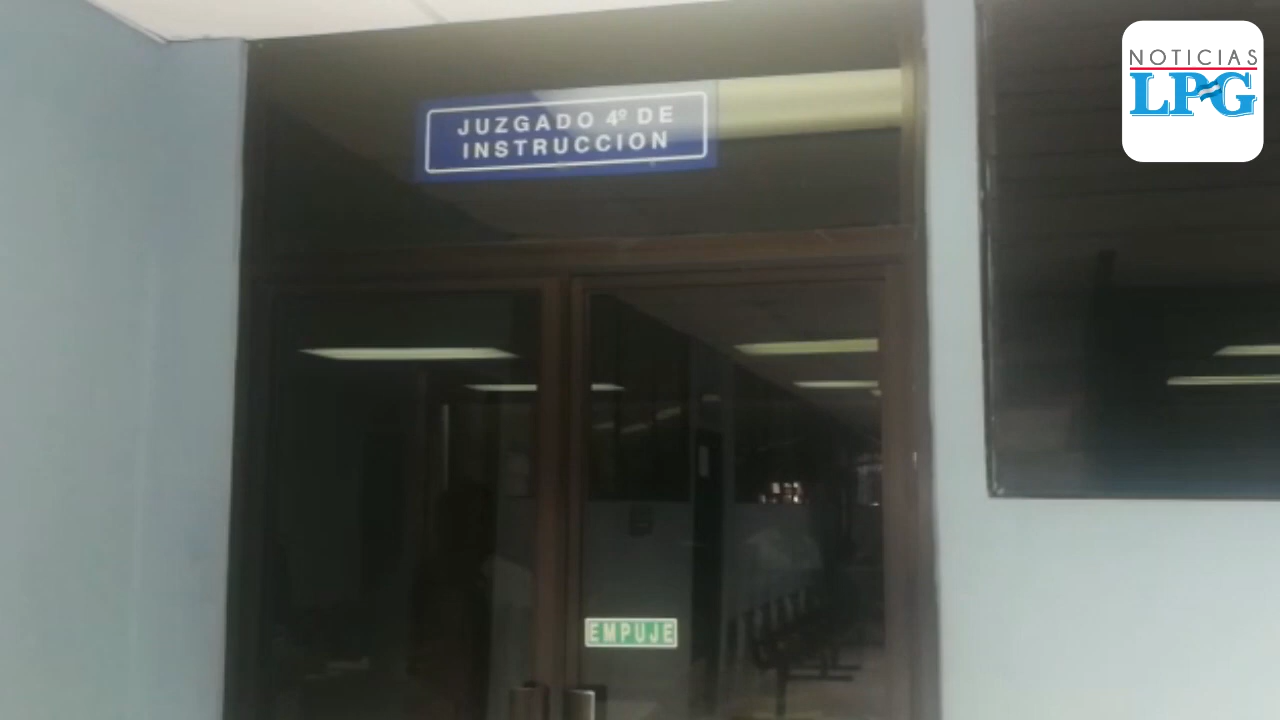 NOTICIAS
LPG
JUZGADO 4º DE
INSTRUCCION
EMPUJE